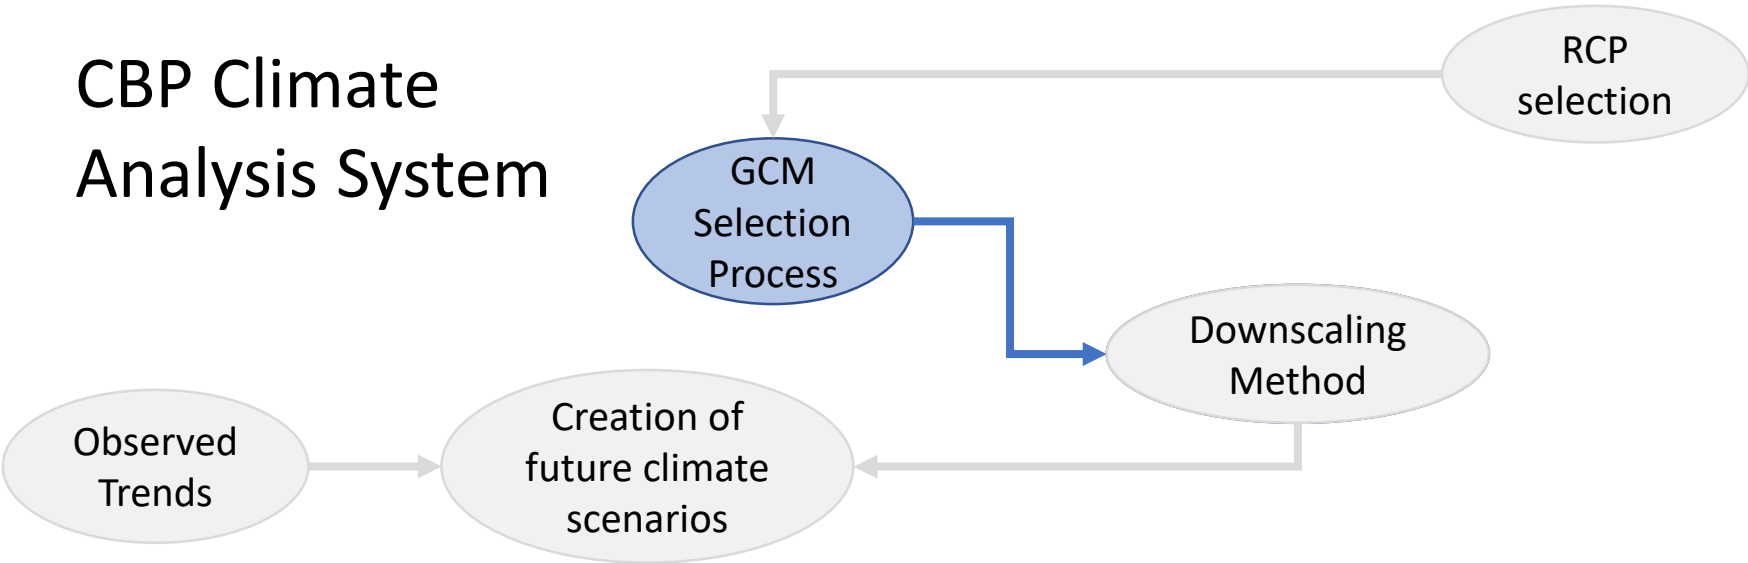 CBP Climate
Analysis System
RCP
selection
GCM
Selection
Process
Downscaling
Method
Observed
Trends
Creation of
future climate
scenarios